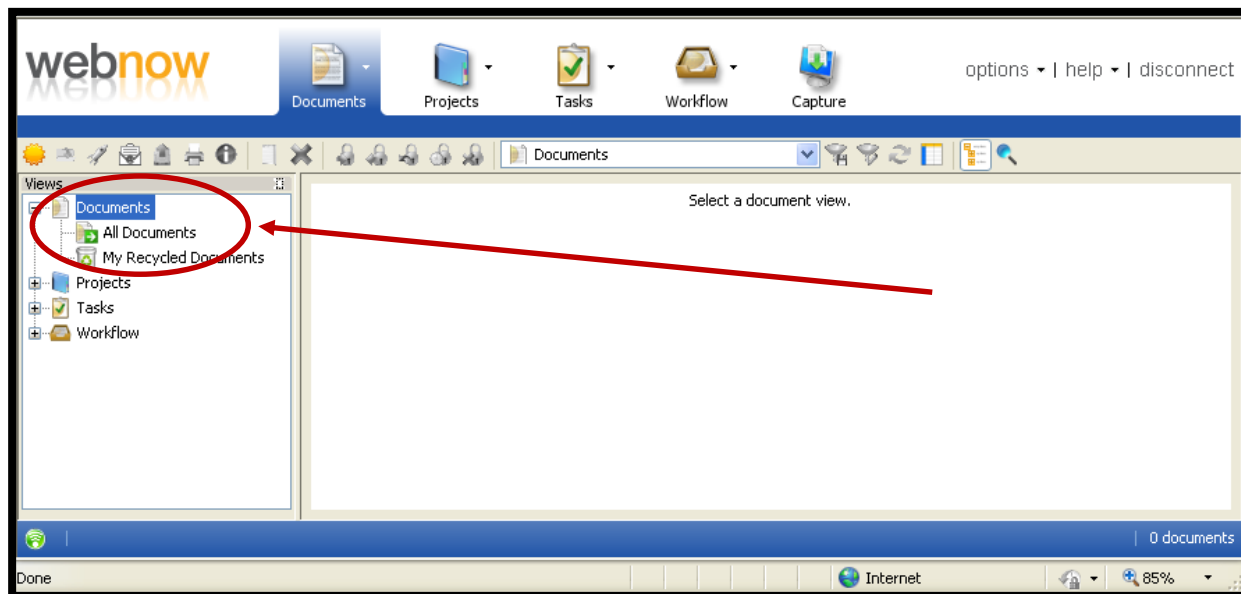 webnow
Documents
Projects
Tasks
Workflow
Capture
options | help | disconnect
Documents
Views
Documents
All Documents
My Recycled Documents
Projects
Tasks
Workflow
Select a document view.
0 documents
Done
Internet
85%